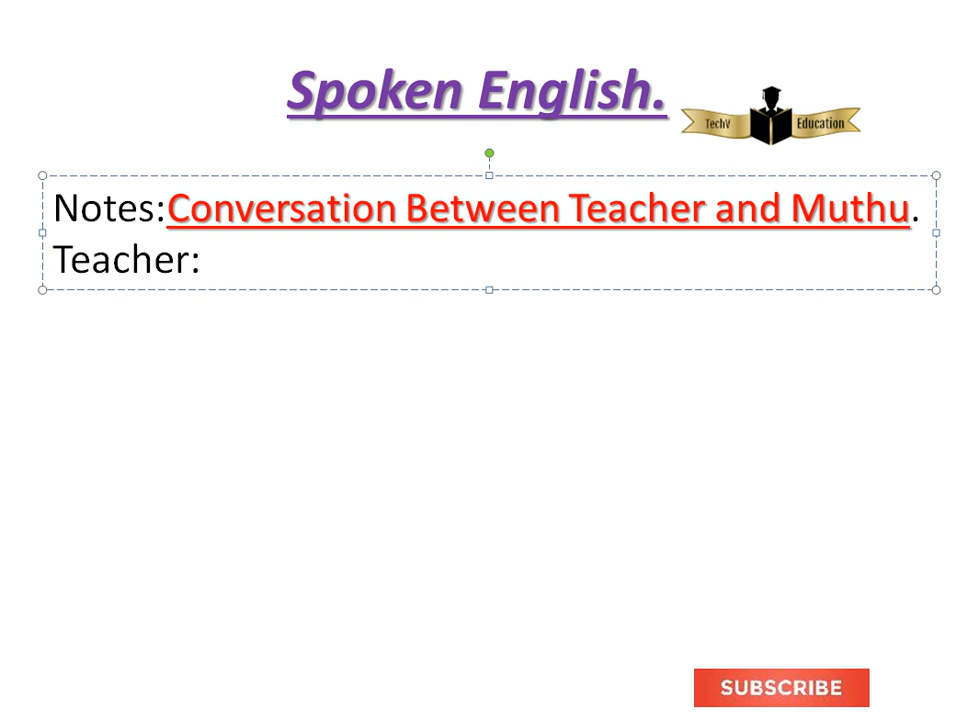 Spoken English.
TechV Education
Notes:Conversation Between Teacher and Muthu.
Teacher:
SUBSCRIBE